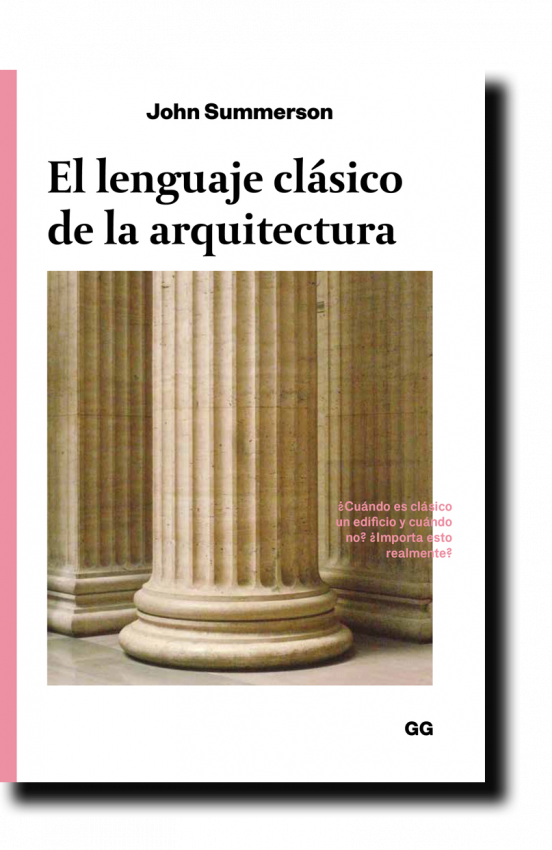 John Summerson
El lenguaje clásico
de la arquitectura
¿Cuándo es clásico
un edificio y cuándo
no? ¿Importa esto
realmente?
GG